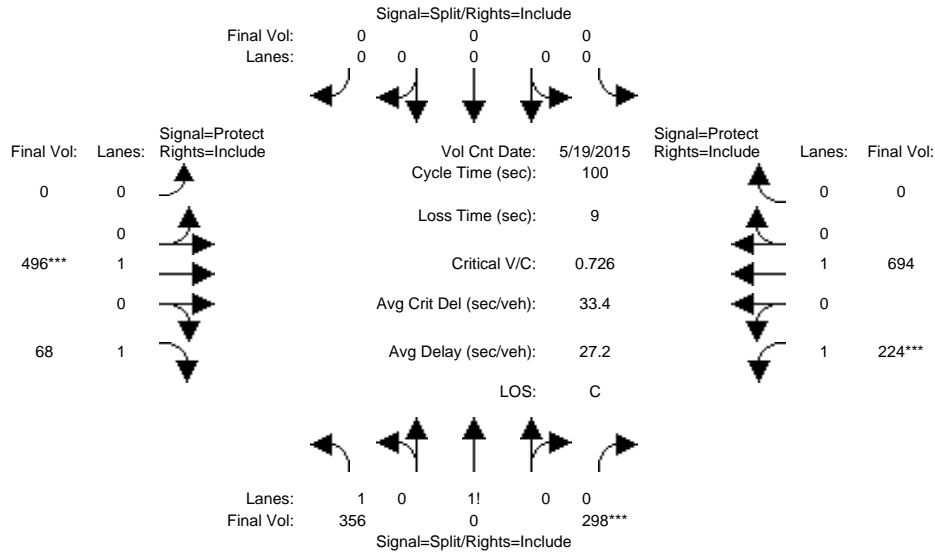 Signal=Split/Rights=Include
Final Vol: 0 0 0
Lanes: 0 0 0 0 0
Signal=Protect
Final Vol: Lanes: Rights=Include
Vol Cnt Date: 5/19/2015
Signal=Protect
Rights=Include Lanes: Final Vol:
Cycle Time (sec): 100
0 0
0 0
Loss Time (sec): 9
0
0
496*** 1
Critical V/C: 0.726
1 694
0
Avg Crit Del (sec/veh): 33.4
0
68 1
Avg Delay (sec/veh): 27.2
1 224***
LOS: C
Lanes: 1 0 1! 0 0
Final Vol: 356 0 298***
Signal=Split/Rights=Include